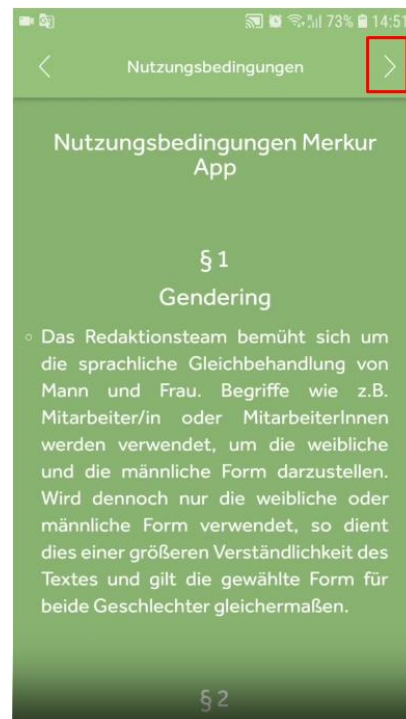 73% 14:51
Nutzungsbedingungen
Nutzungsbedingungen Merkur
App
§ 1
Gendering
Das Redaktionsteam bemüht sich um
die sprachliche Gleichbehandlung von
Mann und Frau. Begriffe wie z.B.
Mitarbeiter/in oder MitarbeiterInnen
werden verwendet, um die weibliche
und die männliche Form darzustellen.
Wird dennoch nur die weibliche oder
männliche Form verwendet, so dient
dies einer größeren Verständlichkeit des
Textes und gilt die gewählte Form für
beide Geschlechter gleichermaßen.
§ 2